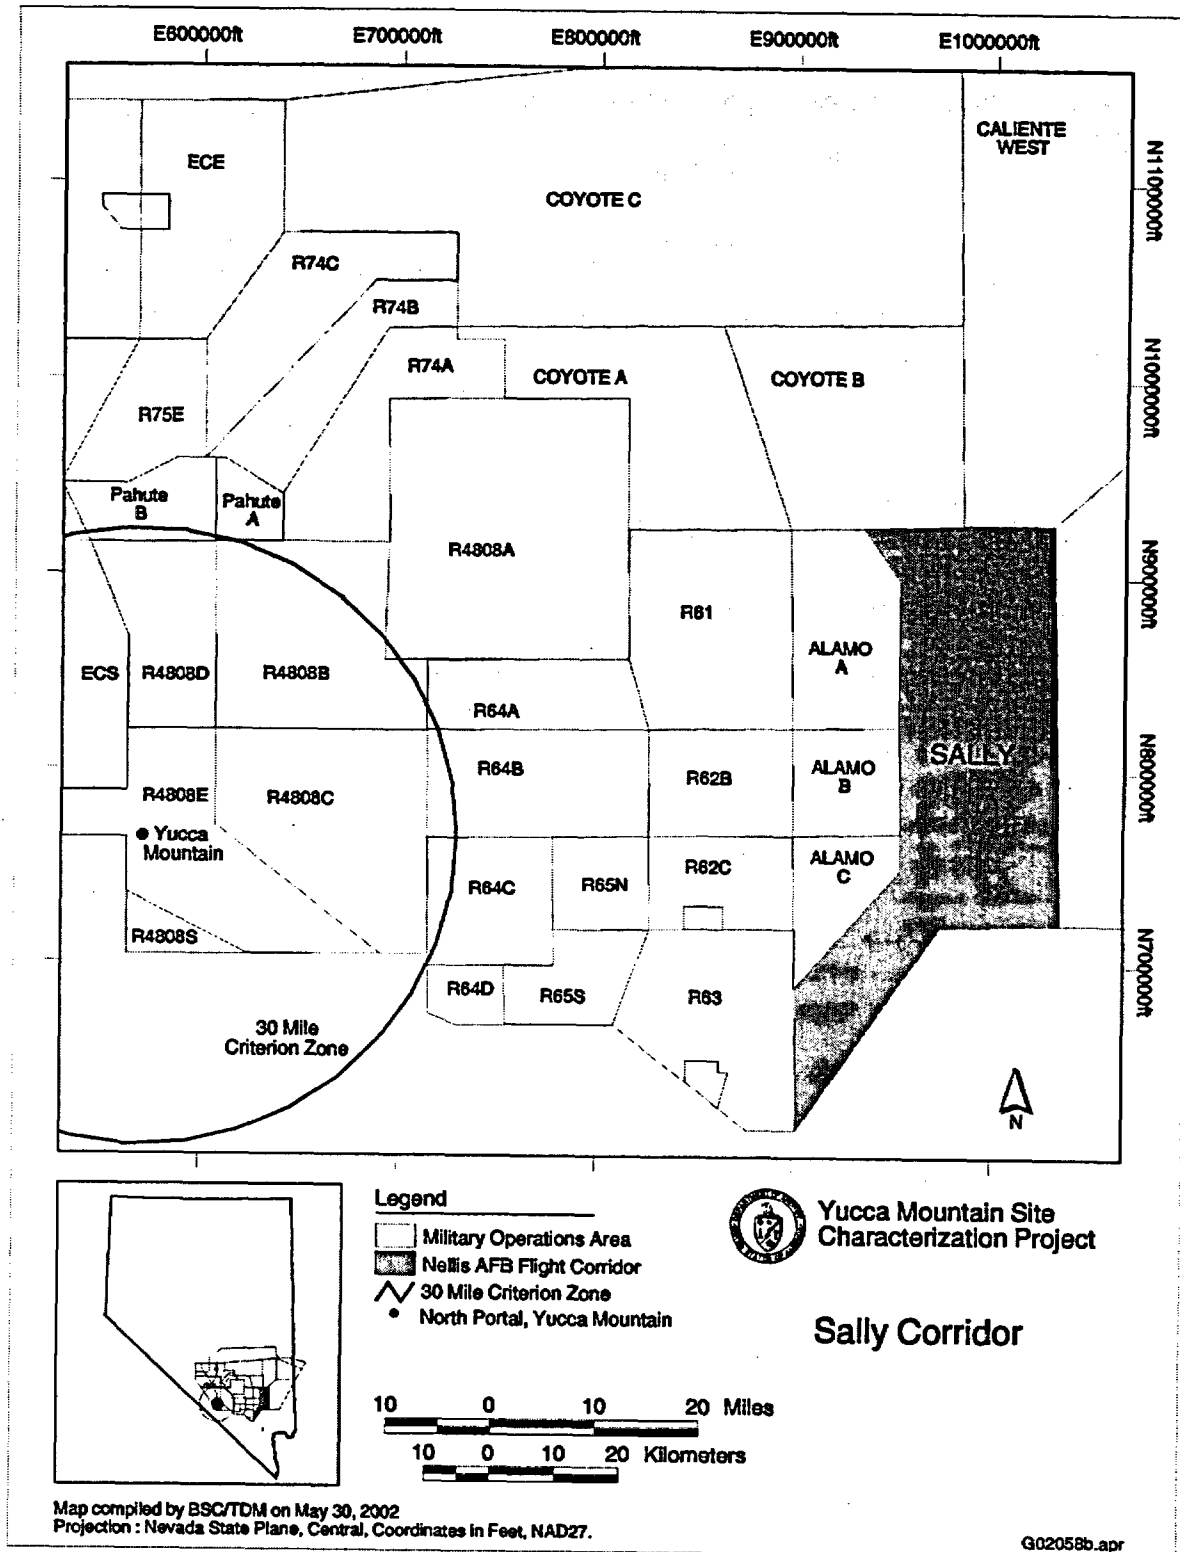 E600000ft E700000ft E800000ft E900000ft E1000000ft
CALIENTE
WEST
N1100000ft
ECE
COYOTE C
R74C
R74B
R74A
COYOTE A
COYOTE B
N1000000ft
R75E
Pahute
B
Pahute
A
R4808A
N900000ft
R61
ALAMO
A
ECS
R4808D
R4808B
R64A
SALLY
N800000ft
R64B
R62B
ALAMO
B
R4808E
R4808C
Yucca
Mountain
R64C
R65N
R62C
ALAMO
C
R4808S
N700000ft
R64D
R65S
R63
30 Mile
Criterion Zone
N
Legend
Military Operations Area
Nellis AFB Flight Corridor
30 Mile Criterion Zone
North Portal, Yucca Mountain
Yucca Mountain Site
Characterization Project
Sally Corridor
10 0 10 20 Miles
10 0 10 20 Kilometers
Map compiled by BSC/TDM on May 30, 2002
Projection : Nevada State Plane, Central, Coordinates in Feet, NAD27.
G02058b.apr